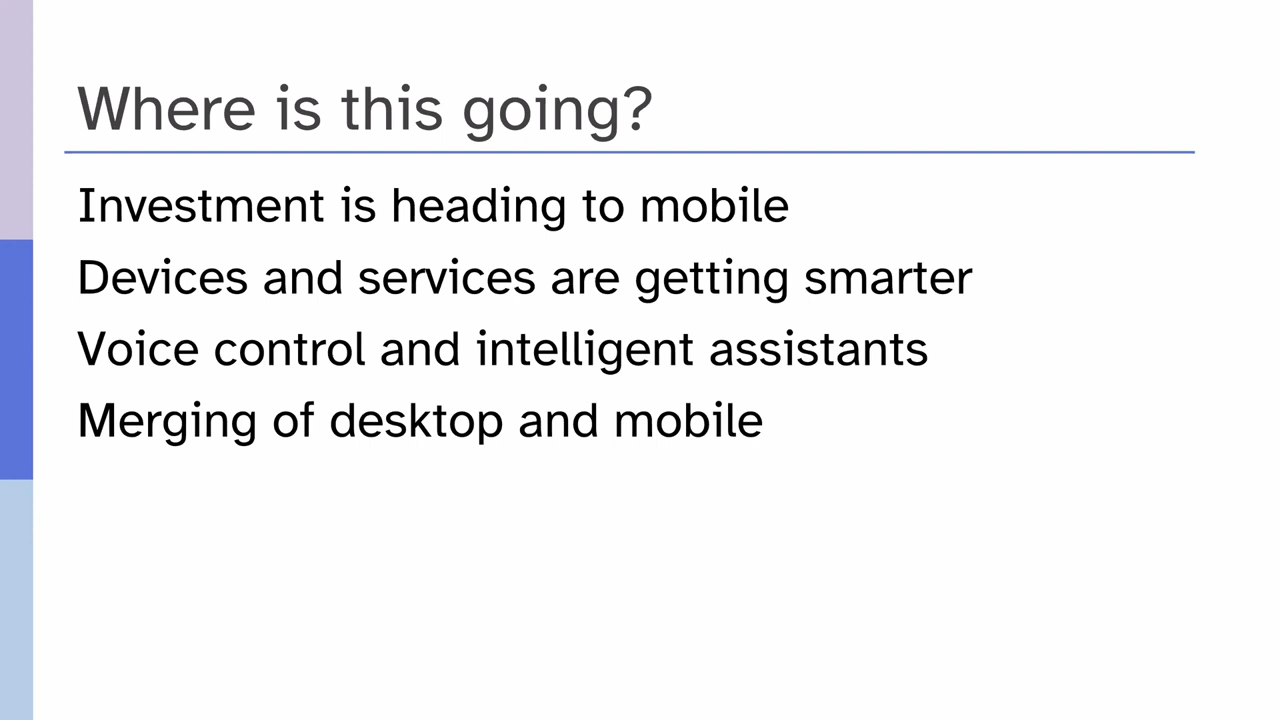 Where is this going?
Investment is heading to mobile
Devices and services are getting smarter
Voice control and intelligent assistants
Merging of desktop and mobile